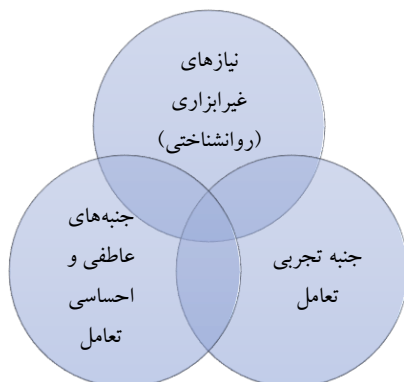 نیازهای
غیرابزاری
(روانشناختی)
جنبه تجربی
تعامل
جنبه‌های
عاطفی و
احساسی
تعامل